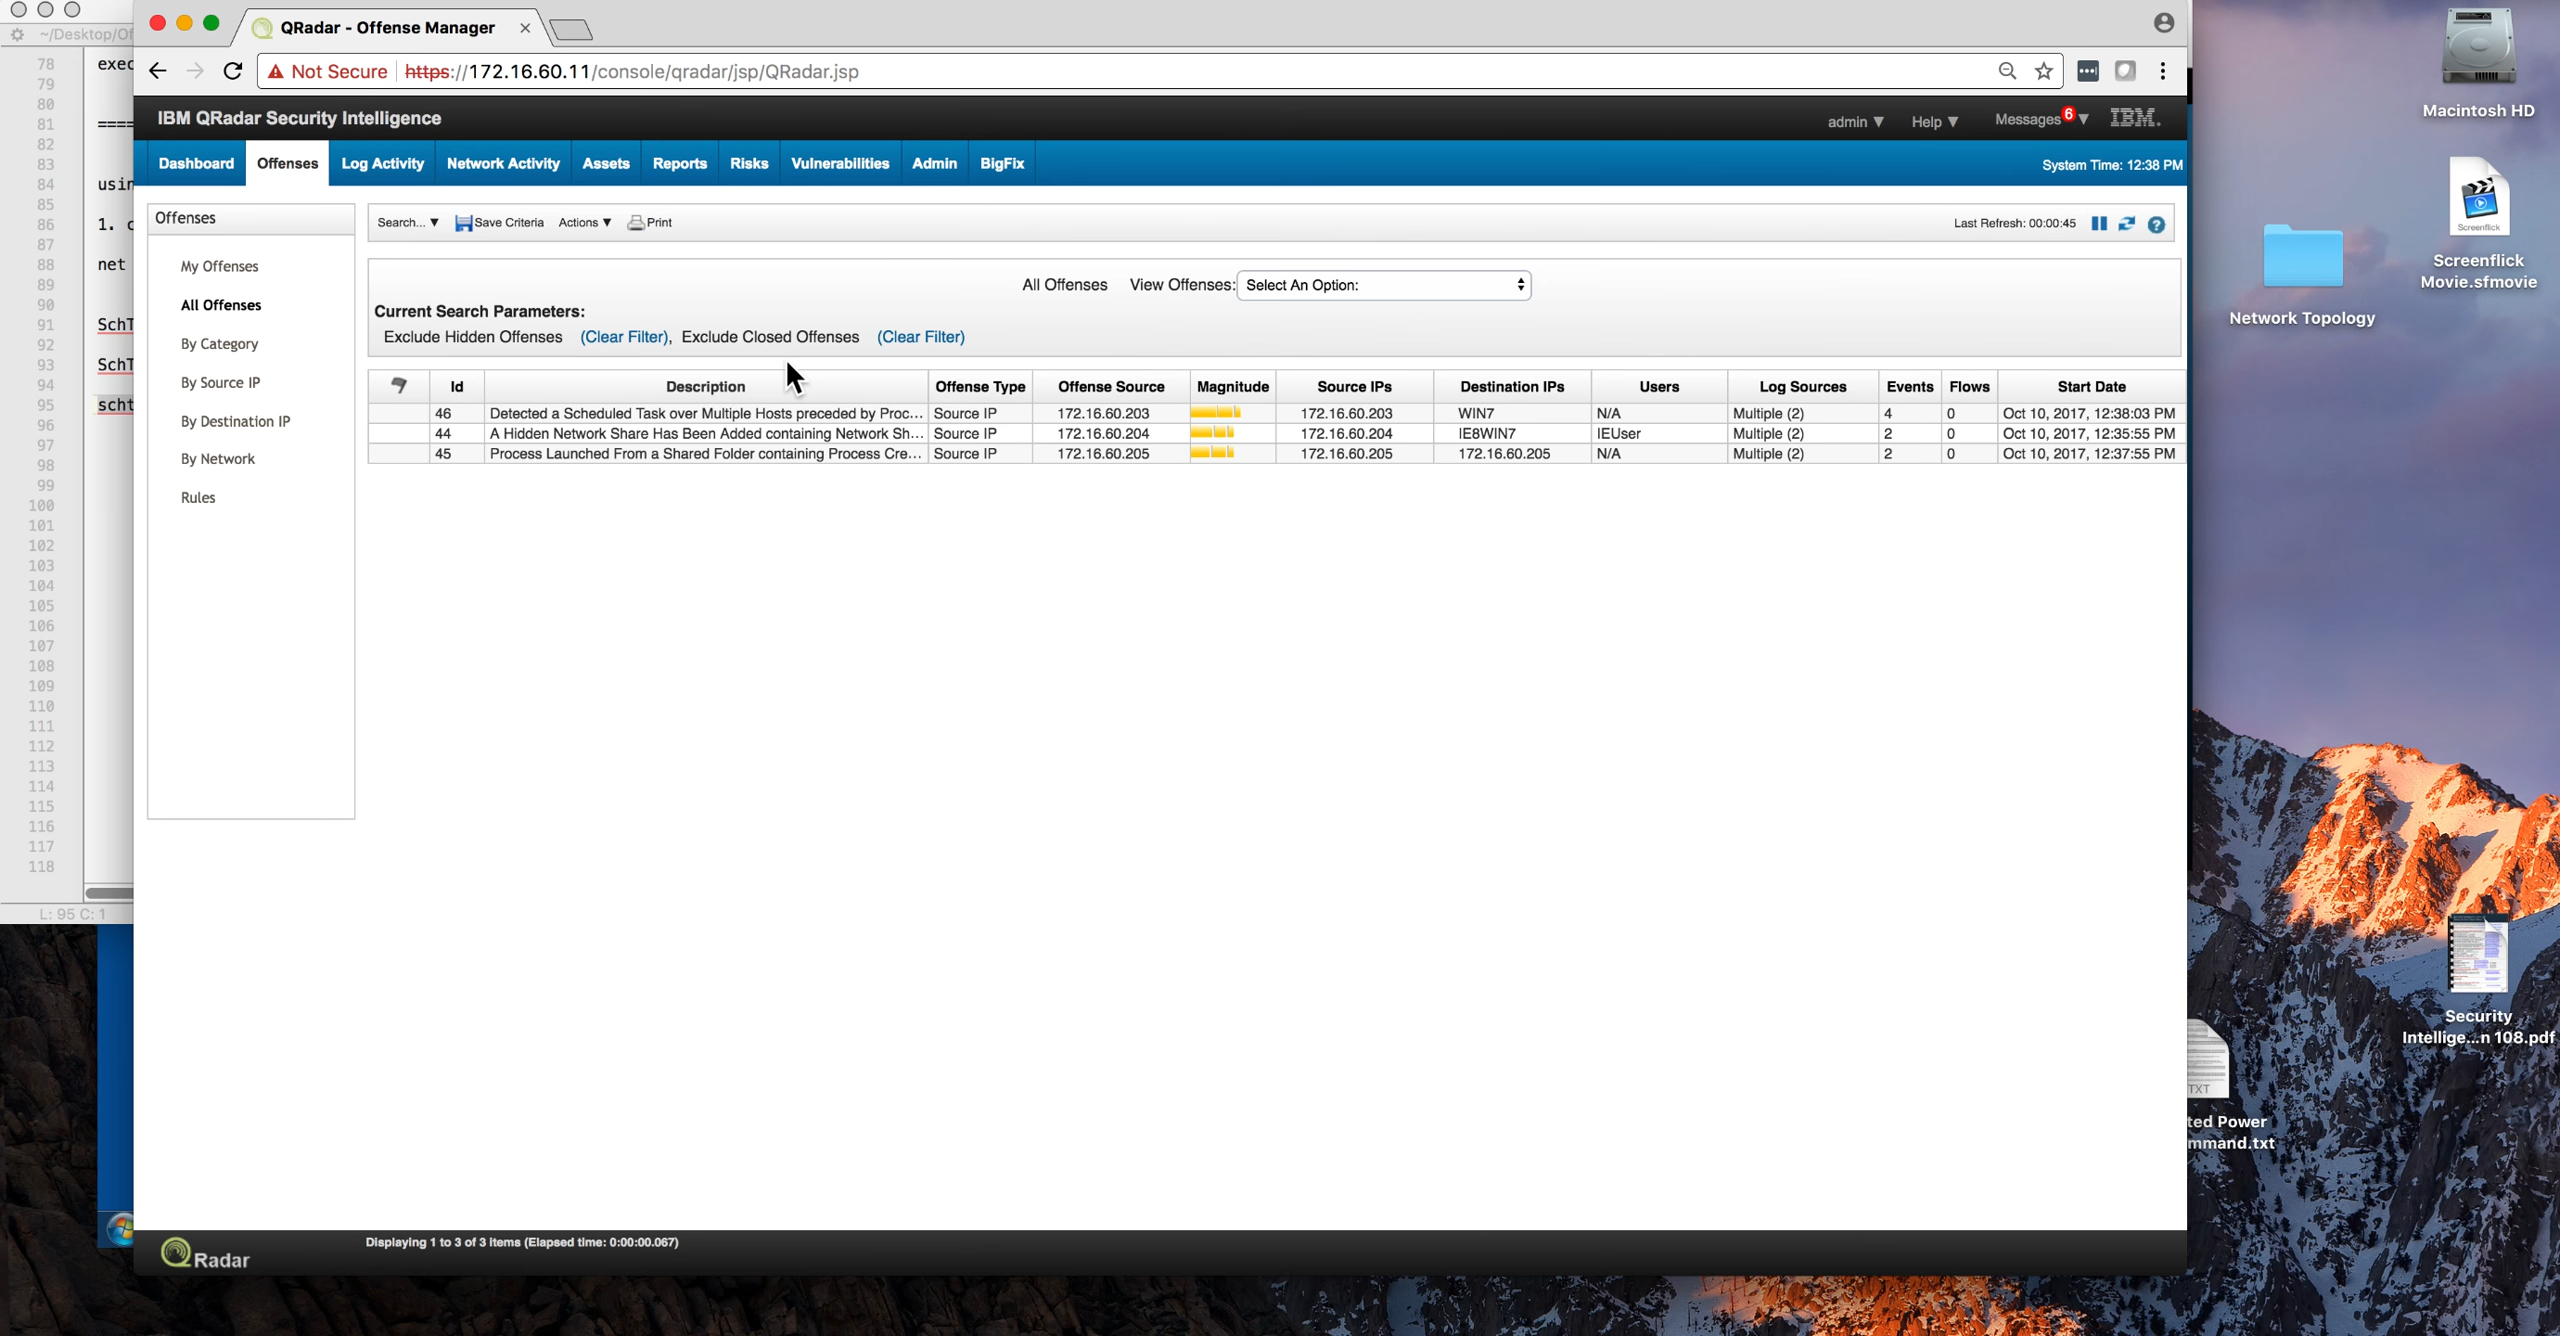 ~/Desktop/Of
78 exec
79
80
81 ====
82
83
84 usin
85
86 1. c
87
88 net
89
90
91 SchT
92
93 SchT
94
95 scht
96
97
98
99
100
101
102
103
104
105
106
107
108
109
110
111
112
113
114
115
116
117
118
L: 95 C: 1
QRadar - Offense Manager
Not Secure https://172.16.60.11/console/qradar/jsp/QRadar.jsp
IBM QRadar Security Intelligence
admin ▼ Help ▼ Messages 6 ▼ IBM.
Dashboard Offenses Log Activity Network Activity Assets Reports Risks Vulnerabilities Admin BigFix System Time: 12:38 PM
Offenses
My Offenses
All Offenses
By Category
By Source IP
By Destination IP
By Network
Rules
Search... ▼ Save Criteria Actions ▼ Print Last Refresh: 00:00:45
All Offenses View Offenses: Select An Option:
Current Search Parameters:
Exclude Hidden Offenses (Clear Filter), Exclude Closed Offenses (Clear Filter)
Id Description Offense Type Offense Source Magnitude Source IPs Destination IPs Users Log Sources Events Flows Start Date
46 Detected a Scheduled Task over Multiple Hosts preceded by Proc... Source IP 172.16.60.203 172.16.60.203 WIN7 N/A Multiple (2) 4 0 Oct 10, 2017, 12:38:03 PM
44 A Hidden Network Share Has Been Added containing Network Sh... Source IP 172.16.60.204 172.16.60.204 IE8WIN7 IEUser Multiple (2) 2 0 Oct 10, 2017, 12:35:55 PM
45 Process Launched From a Shared Folder containing Process Cre... Source IP 172.16.60.205 172.16.60.205 172.16.60.205 N/A Multiple (2) 2 0 Oct 10, 2017, 12:37:55 PM
QRadar
Displaying 1 to 3 of 3 items (Elapsed time: 0:00:00.067)
Macintosh HD
Screenflick
Screenflick
Movie.sfmovie
Network Topology
Security
Intellige...n 108.pdf
TXT
ted Power
mmand.txt